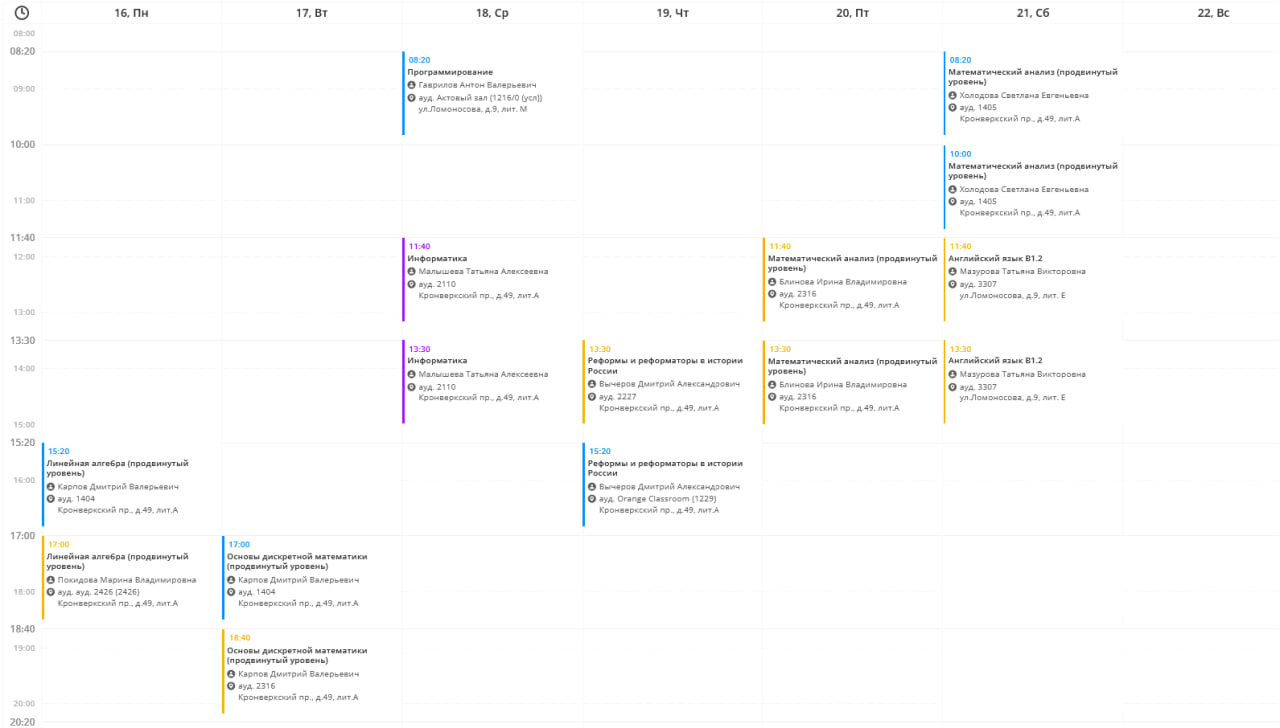 16, Пн
17, Вт
18, Ср
19, Чт
20, Пт
21, Сб
22, Вс
08:00
08:20
09:00
10:00
11:00
11:40
12:00
13:00
13:30
14:00
15:00
15:20
16:00
17:00
18:00
18:40
19:00
20:00
20:20
15:20
Линейная алгебра (продвинутый
уровень)
Карпов Дмитрий Валерьевич
ауд. 1404
Кронверкский пр., д.49, лит.А
17:00
Линейная алгебра (продвинутый
уровень)
Покидова Марина Владимировна
ауд. ауд. 2426 (2426)
Кронверкский пр., д.49, лит.А
17:00
Основы дискретной математики
(продвинутый уровень)
Карпов Дмитрий Валерьевич
ауд. 1404
Кронверкский пр., д.49, лит.А
18:40
Основы дискретной математики
(продвинутый уровень)
Карпов Дмитрий Валерьевич
ауд. 2316
Кронверкский пр., д.49, лит.А
08:20
Программирование
Гаврилов Антон Валерьевич
ауд. Актовый зал (1216/0 (усл))
ул.Ломоносова, д.9, лит. М
11:40
Информатика
Малышева Татьяна Алексеевна
ауд. 2110
Кронверкский пр., д.49, лит.А
13:30
Информатика
Малышева Татьяна Алексеевна
ауд. 2110
Кронверкский пр., д.49, лит.А
13:30
Реформы и реформаторы в истории
России
Вычеров Дмитрий Александрович
ауд. 2227
Кронверкский пр., д.49, лит.А
15:20
Реформы и реформаторы в истории
России
Вычеров Дмитрий Александрович
ауд. Orange Classroom (1229)
Кронверкский пр., д.49, лит.А
11:40
Математический анализ (продвинутый
уровень)
Блинова Ирина Владимировна
ауд. 2316
Кронверкский пр., д.49, лит.А
13:30
Математический анализ (продвинутый
уровень)
Блинова Ирина Владимировна
ауд. 2316
Кронверкский пр., д.49, лит.А
08:20
Математический анализ (продвинутый
уровень)
Холодова Светлана Евгеньевна
ауд. 1405
Кронверкский пр., д.49, лит.А
10:00
Математический анализ (продвинутый
уровень)
Холодова Светлана Евгеньевна
ауд. 1405
Кронверкский пр., д.49, лит.А
11:40
Английский язык B1.2
Мазурова Татьяна Викторовна
ауд. 3307
ул.Ломоносова, д.9, лит. Е
13:30
Английский язык B1.2
Мазурова Татьяна Викторовна
ауд. 3307
ул.Ломоносова, д.9, лит. Е